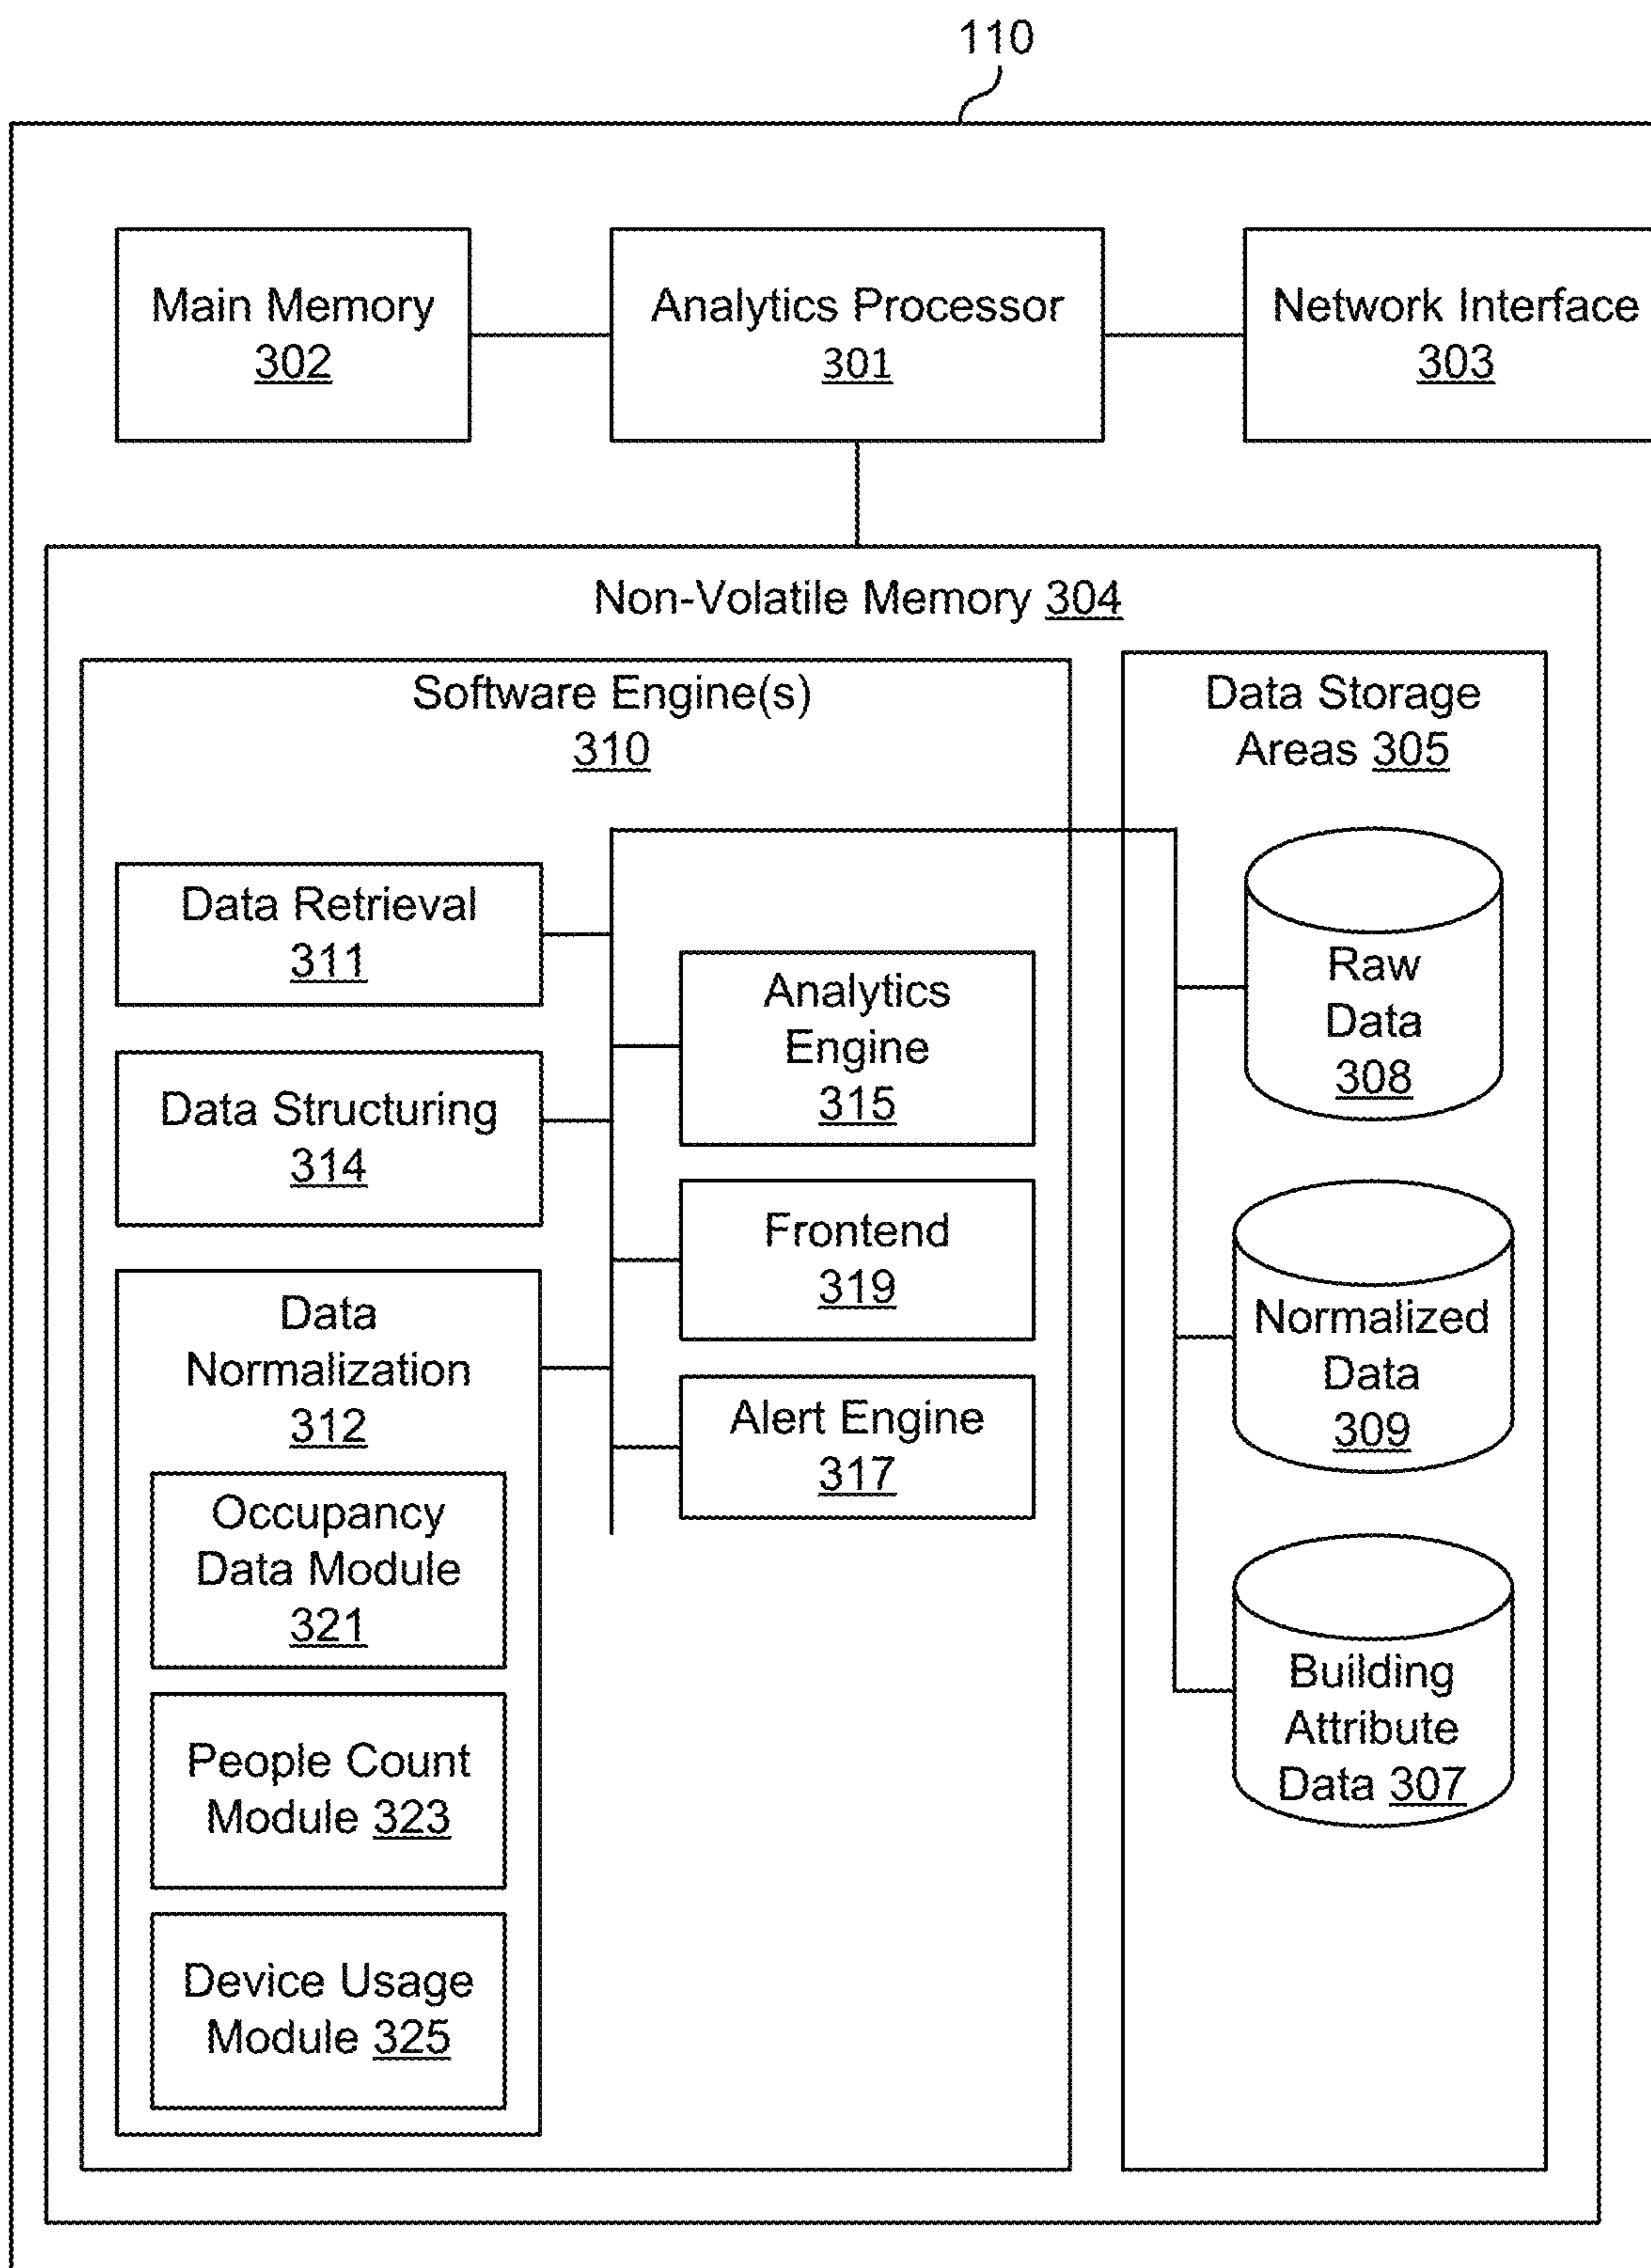 110
Main Memory
302
Analytics Processor
301
Network Interface
303
Non-Volatile Memory 304
Software Engine(s)
310
Data Retrieval
311
Data Structuring
314
Data
Normalization
312
Occupancy
Data Module
321
People Count
Module 323
Device Usage
Module 325
Analytics
Engine
315
Frontend
319
Alert Engine
317
Data Storage
Areas 305
Raw
Data
308
Normalized
Data
309
Building
Attribute
Data 307